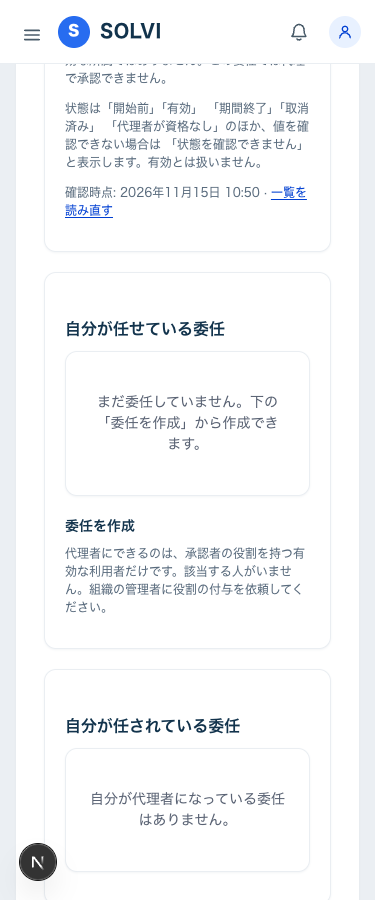 S SOLVI
で承認できません。
状態は「開始前」「有効」 「期間終了」「取消
済み」 「代理者が資格なし」のほか、値を確
認できない場合は 「状態を確認できません」
と表示します。有効とは扱いません。
確認時点: 2026年11月15日 10:50 · 一覧を
読み直す
自分が任せている委任
まだ委任していません。下の
「委任を作成」から作成でき
ます。
委任を作成
代理者にできるのは、承認者の役割を持つ有
効な利用者だけです。該当する人がいませ
ん。組織の管理者に役割の付与を依頼してく
ださい。
自分が任されている委任
自分が代理者になっている委任
はありません。
N